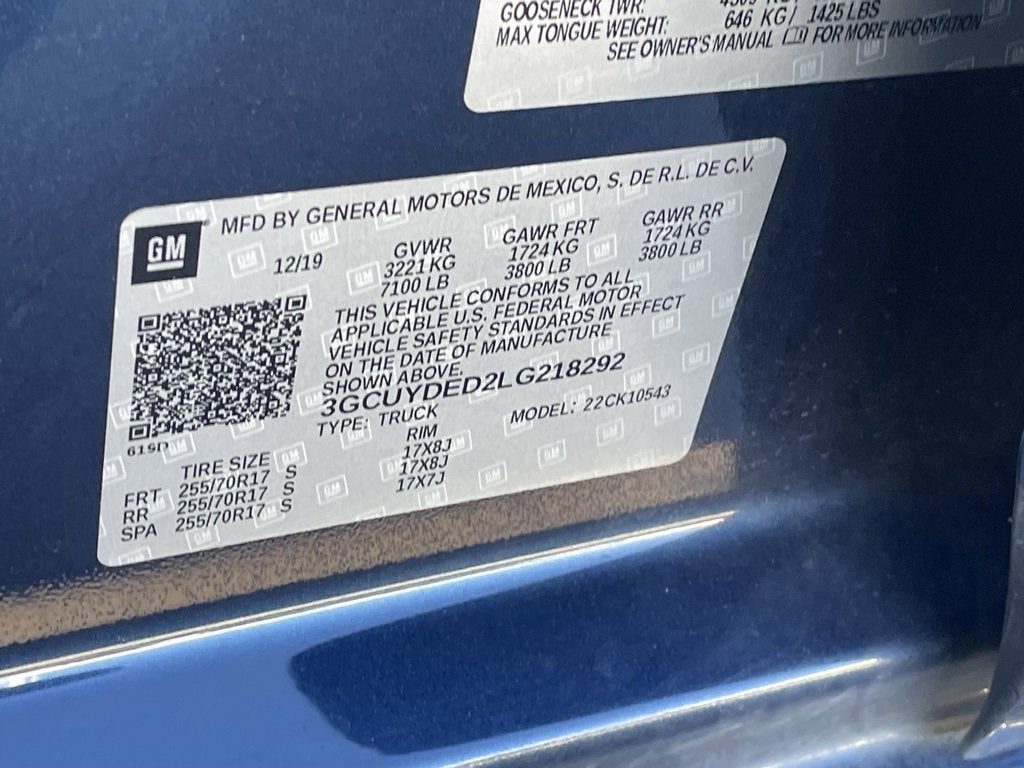 GOOSENECK TWR:
MAX TONGUE WEIGHT: 646 KG/ 1425 LBS
SEE OWNER'S MANUAL FOR MORE INFORMATION
MFD BY GENERAL MOTORS DE MEXICO, S. DE R.L. DE C.V.
GM
12/19 GVWR GAWR FRT GAWR RR
3221 KG 1724 KG 1724 KG
7100 LB 3800 LB 3800 LB
THIS VEHICLE CONFORMS TO ALL
APPLICABLE U.S. FEDERAL MOTOR
VEHICLE SAFETY STANDARDS IN EFFECT
ON THE DATE OF MANUFACTURE
SHOWN ABOVE.
3GCUYDED2LG218292
TYPE: TRUCK MODEL: 22CK10543
61SD
TIRE SIZE RIM
FRT 255/70R17 S 17X8J
RR 255/70R17 S 17X8J
SPA 255/70R17 S 17X7J